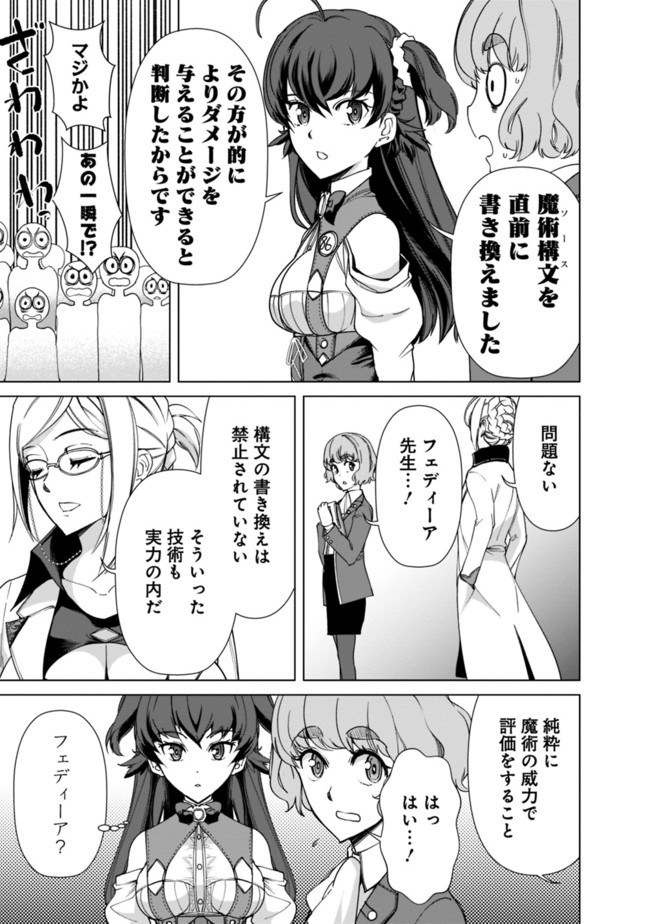 魔術構文を
ソース
直前に
書き換えました
その方が的に
よりダメージを
与えることができると
判断したからです
マジかよ
あの一瞬で!?
ざわわわっ
問題ない
フェディーア
先生…!
構文の書き換えは
禁止されていない
そういった
技術も
実力の内だ
純粋に
魔術の威力で
評価をすること
はっ
はい…!
フェディーア?